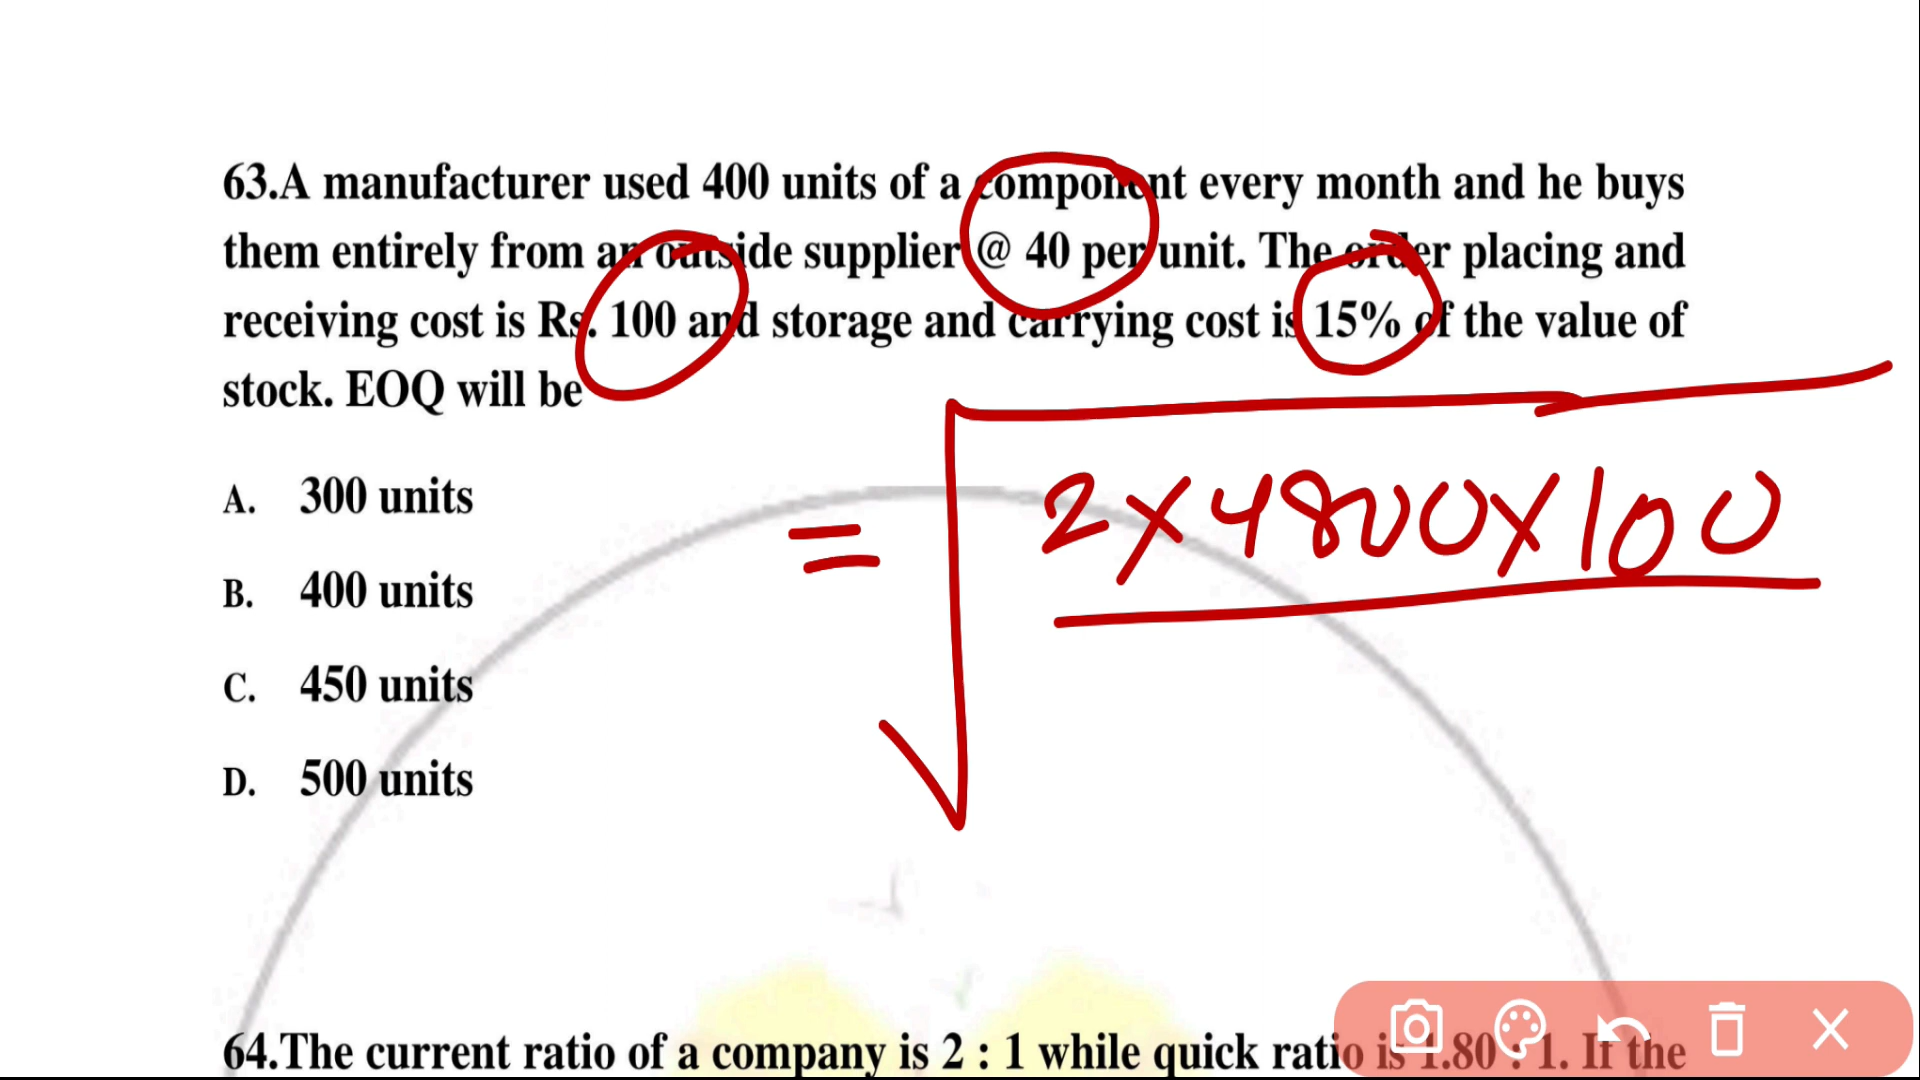 63.A manufacturer used 400 units of a component every month and he buys
them entirely from an outside supplier @ 40 per unit. The order placing and
receiving cost is Rs. 100 and storage and carrying cost is 15% of the value of
stock. EOQ will be
A. 300 units
B. 400 units
C. 450 units
D. 500 units
= √ 2×4800×100
64.The current ratio of a company is 2 : 1 while quick ratio is 1.80 : 1. If the